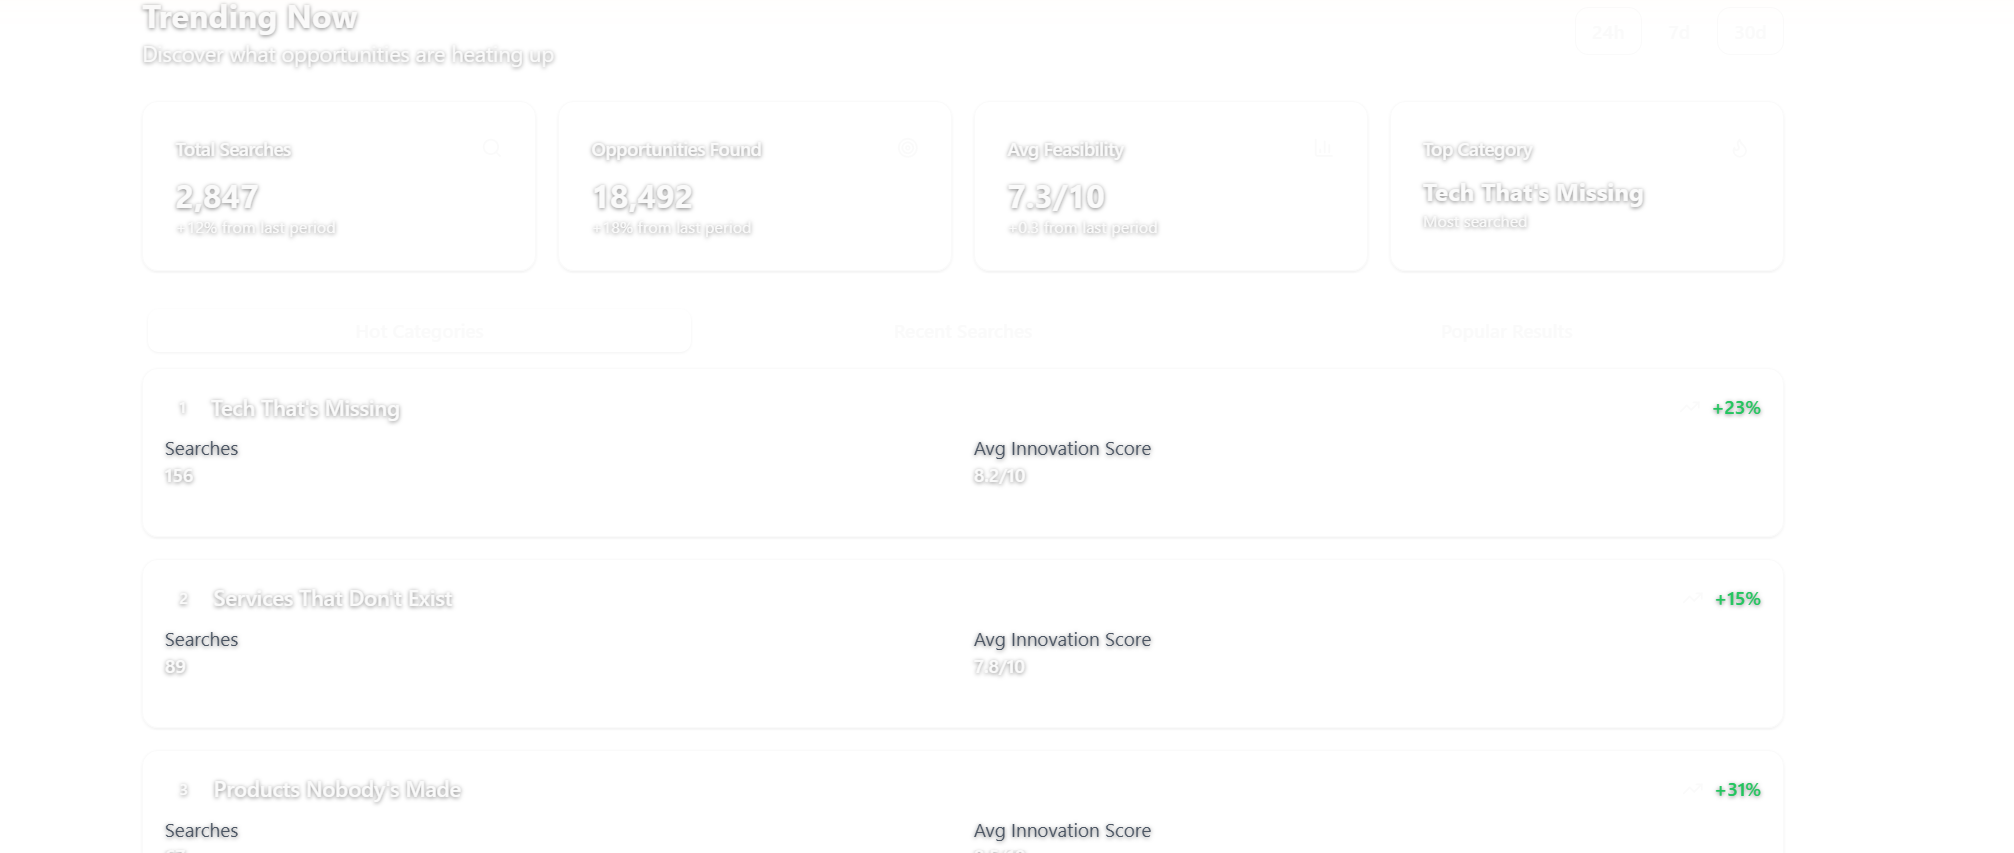 Trending Now
24h 7d 30d
Discover what opportunities are heating up
Total Searches
2,847
+12% from last period
Opportunities Found
18,492
+18% from last period
Avg Feasibility
7.3/10
+0.3 from last period
Top Category
Tech That's Missing
Most searched
Hot Categories
Recent Searches
Popular Results
1 Tech That's Missing
+23%
Searches
156
Avg Innovation Score
8.2/10
2 Services That Don't Exist
+15%
Searches
89
Avg Innovation Score
7.8/10
3 Products Nobody's Made
+31%
Searches
Avg Innovation Score